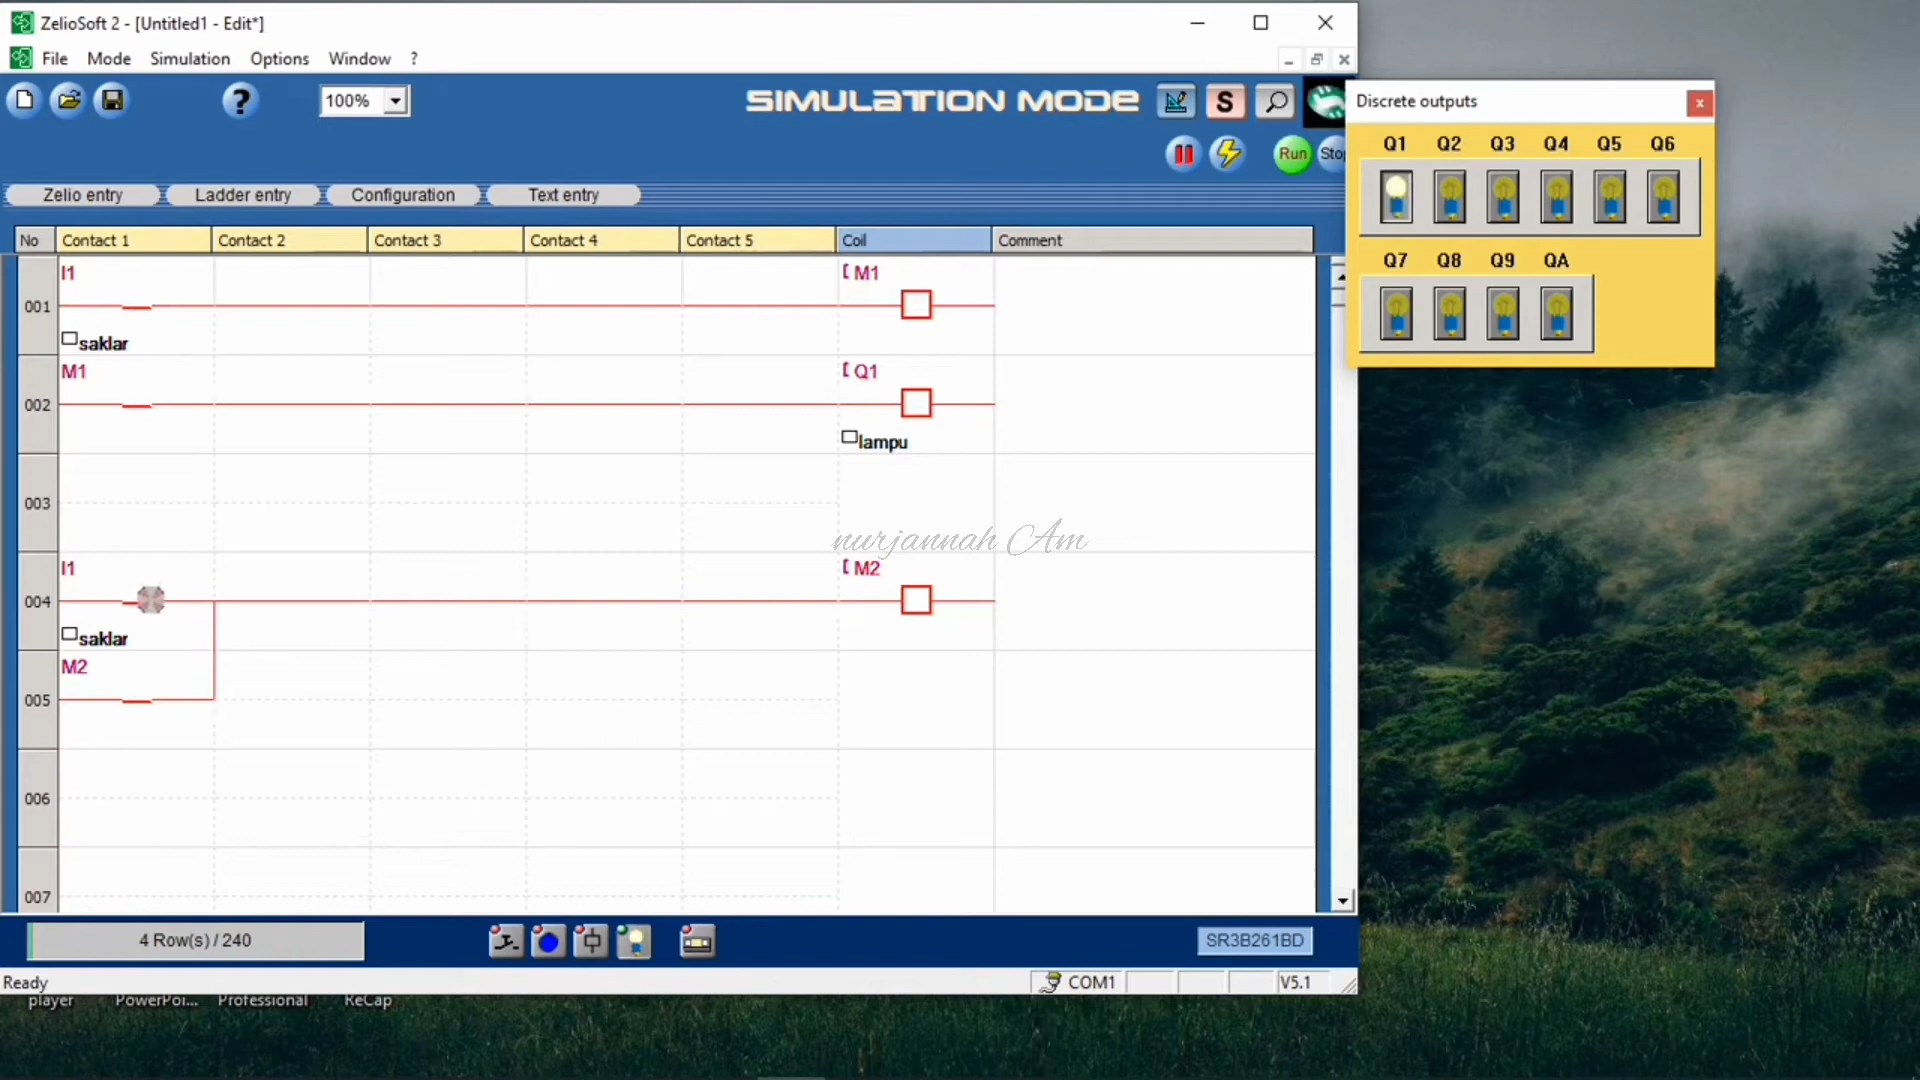 ZelioSoft 2 - [Untitled1 - Edit*]
File Mode Simulation Options Window ?
100% SIMULATION MODE S
Run Stop
Zelio entry Ladder entry Configuration Text entry
No Contact 1 Contact 2 Contact 3 Contact 4 Contact 5 Coil Comment
I1 [ M1
001
saklar
M1 [ Q1
002
lampu
003
nurjannah Am
I1 [ M2
004
saklar
M2
005
006
007
4 Row(s) / 240 SR3B261BD
Ready COM1 V5.1
player PowerPoi... Professional ReCap
Discrete outputs x
Q1 Q2 Q3 Q4 Q5 Q6
Q7 Q8 Q9 QA